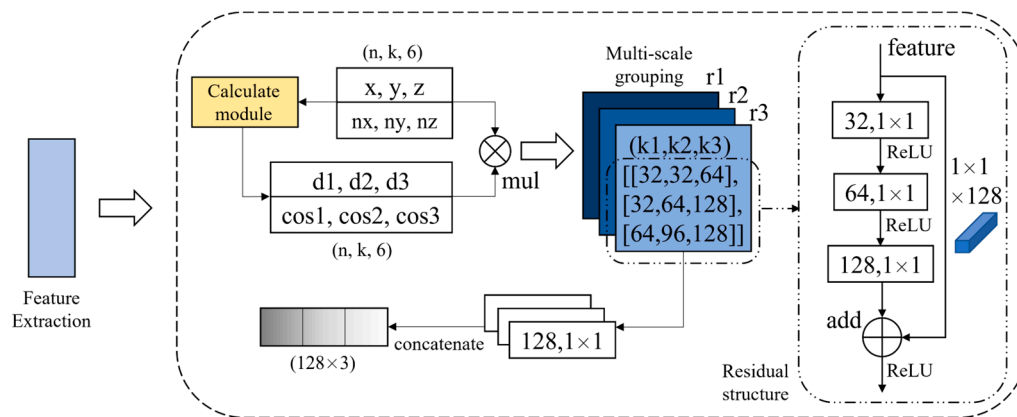 Feature
Extraction
(n, k, 6)
Calculate
module
x, y, z
nx, ny, nz
d1, d2, d3
cos1, cos2, cos3
(n, k, 6)
mul
Multi-scale
grouping
r1
r2
r3
(k1,k2,k3)
[[32,32,64],
[32,64,128],
[64,96,128]]
128,1×1
concatenate
(128×3)
feature
32,1×1
ReLU
64,1×1
ReLU
128,1×1
1×1
×128
add
ReLU
Residual
structure